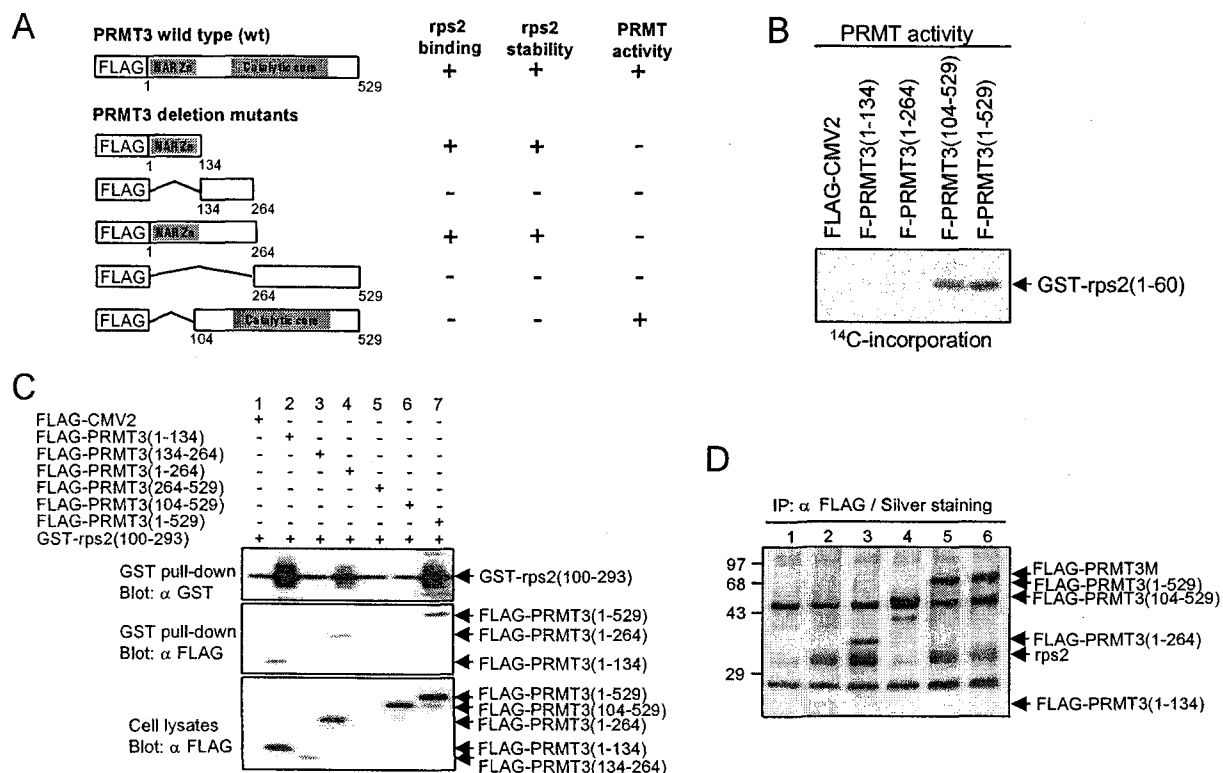 A
PRMT3 wild type (wt)
rps2 binding
rps2 stability
PRMT activity
FLAG
1
529
+ + +
PRMT3 deletion mutants
FLAG
1
134
+ + -
FLAG
134
264
- - -
FLAG
1
264
+ + -
FLAG
264
529
- - -
FLAG
104
529
- - +
B
PRMT activity
FLAG-CMV2
F-PRMT3(1-134)
F-PRMT3(1-264)
F-PRMT3(104-529)
F-PRMT3(1-529)
GST-rps2(1-60)
14C-incorporation
C
1 2 3 4 5 6 7
FLAG-CMV2 + - - - - - -
FLAG-PRMT3(1-134) - + - - - - -
FLAG-PRMT3(134-264) - - + - - - -
FLAG-PRMT3(1-264) - - - + - - -
FLAG-PRMT3(264-529) - - - - + - -
FLAG-PRMT3(104-529) - - - - - + -
FLAG-PRMT3(1-529) - - - - - - +
GST-rps2(100-293) + + + + + + +
GST pull-down
Blot: α GST
GST-rps2(100-293)
GST pull-down
Blot: α FLAG
FLAG-PRMT3(1-529)
FLAG-PRMT3(1-264)
FLAG-PRMT3(1-134)
Cell lysates
Blot: α FLAG
FLAG-PRMT3(1-529)
FLAG-PRMT3(104-529)
FLAG-PRMT3(1-264)
FLAG-PRMT3(1-134)
FLAG-PRMT3(134-264)
D
IP: α FLAG / Silver staining
1 2 3 4 5 6
97
68
43
29
FLAG-PRMT3M
FLAG-PRMT3(1-529)
FLAG-PRMT3(104-529)
FLAG-PRMT3(1-264)
rps2
FLAG-PRMT3(1-134)